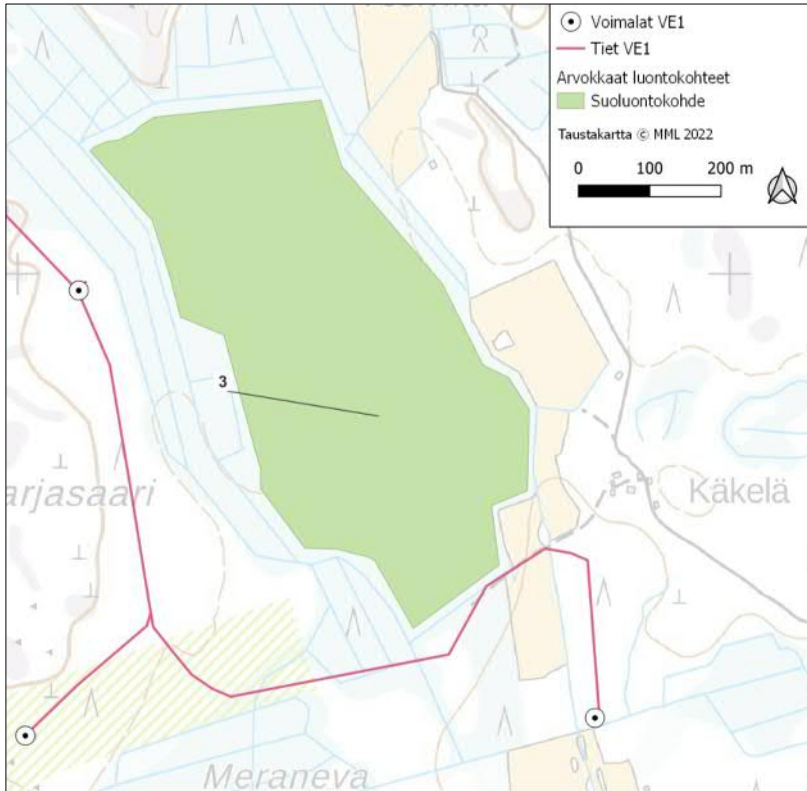 Voimalat VE1
Tiet VE1
Arvokkaat luontokohteet
Suoluontokohde
Taustakartta © MML 2022
0 100 200 m
3
arjasaari
Käkelä
Meraneva